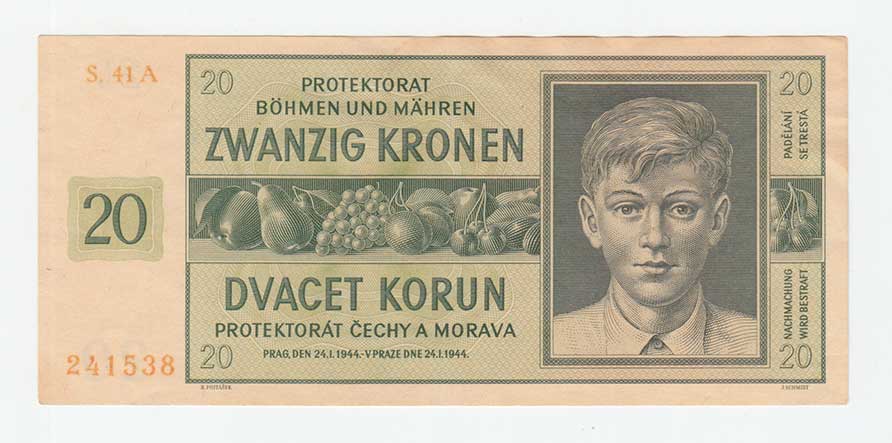 S. 41 A
20
20
PROTEKTORAT
BÖHMEN UND MÄHREN
ZWANZIG KRONEN
PADĚLÁNÍ
SE TRESTÁ
20
DVACET KORUN
PROTEKTORÁT ČECHY A MORAVA
NACHMACHUNG
WIRD BESTRAFT
20
PRAG, DEN 24. I. 1944.-V PRAZE DNE 24. I. 1944.
20
241538
J. SCHMIDT